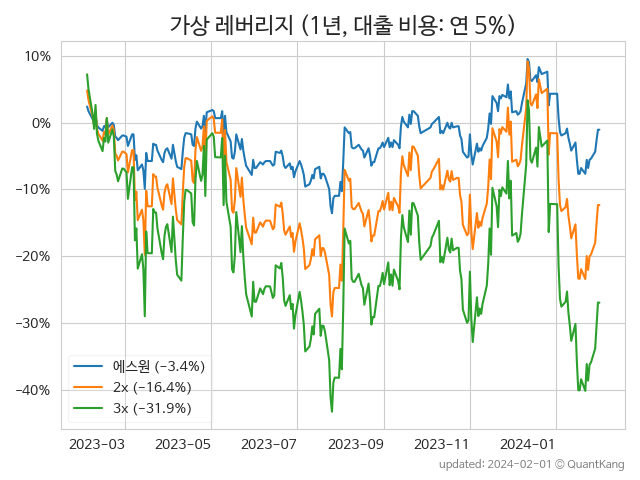 가상 레버리지 (1년, 대출 비용: 연 5%)
10%
0%
−10%
−20%
−30%
−40%
에스원 (−3.4%)
2x (−16.4%)
3x (−31.9%)
2023−03 2023−05 2023−07 2023−09 2023−11 2024−01
updated: 2024−02−01 © QuantKang